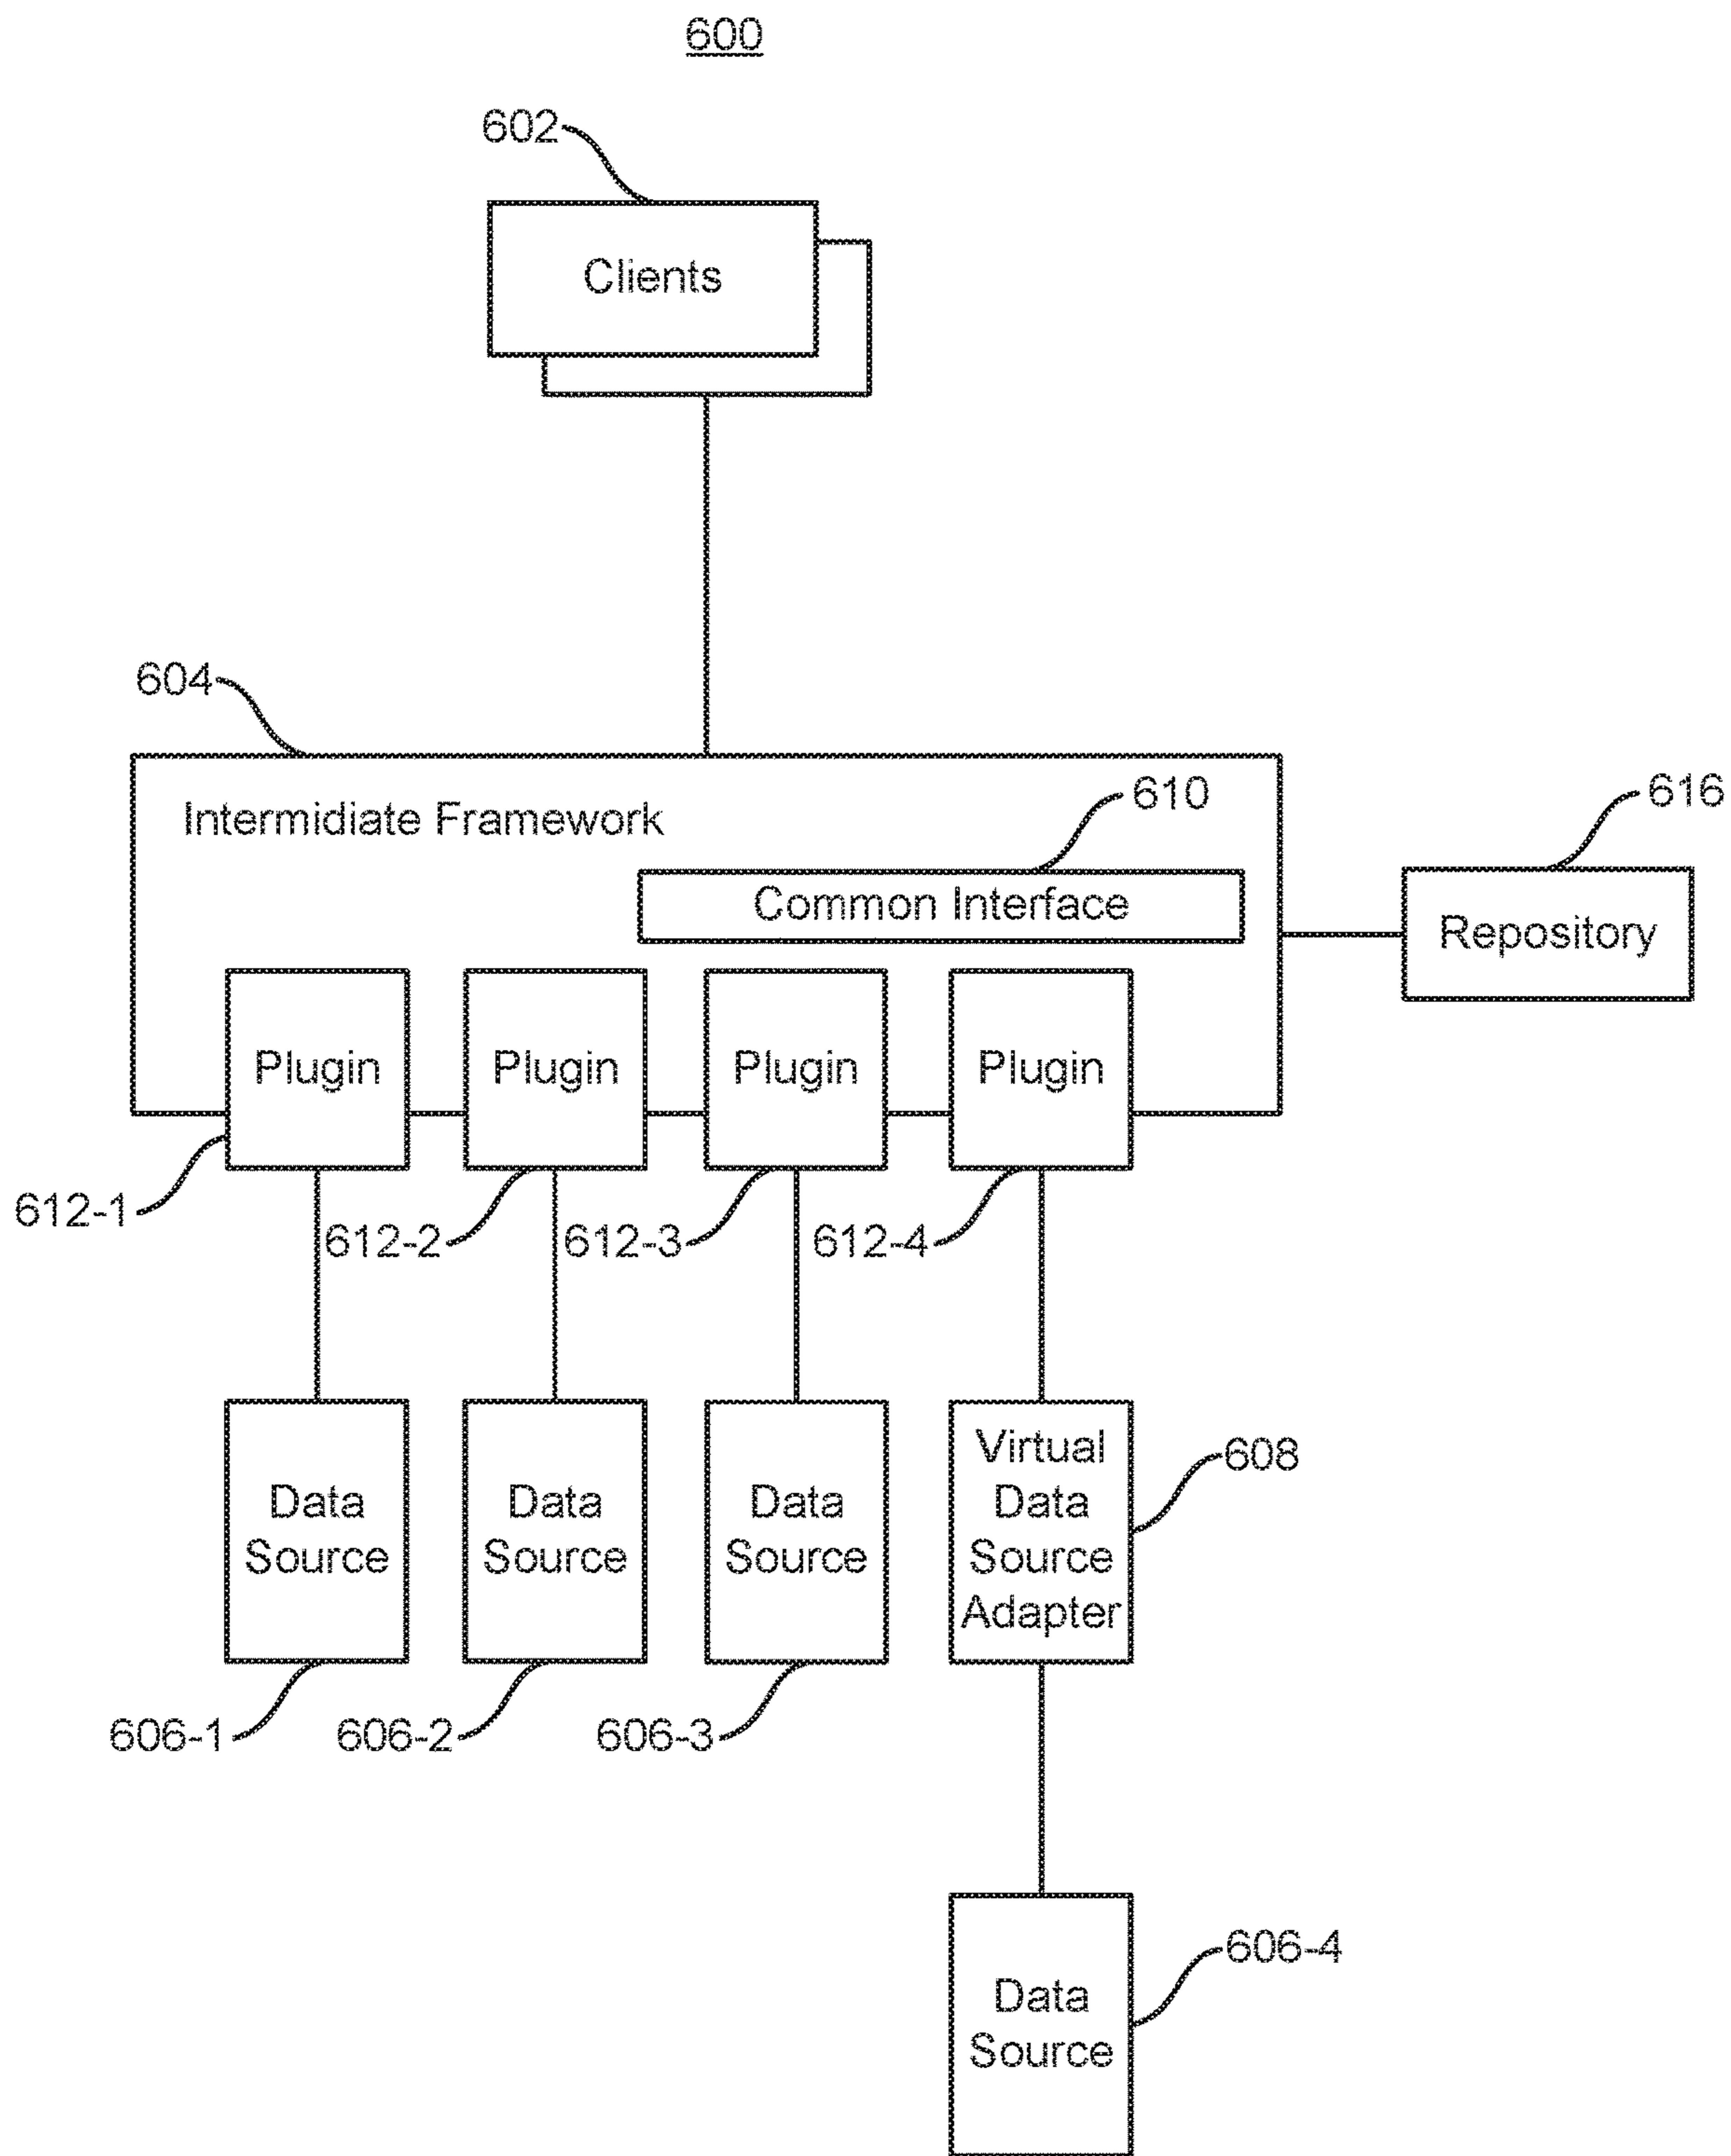 600
602
Clients
604
Intermidiate Framework
610
616
Common Interface
Repository
Plugin
Plugin
Plugin
Plugin
612-1
612-2
612-3
612-4
Data
Source
Data
Source
Data
Source
Virtual
Data
Source
Adapter
608
606-1
606-2
606-3
606-4
Data
Source